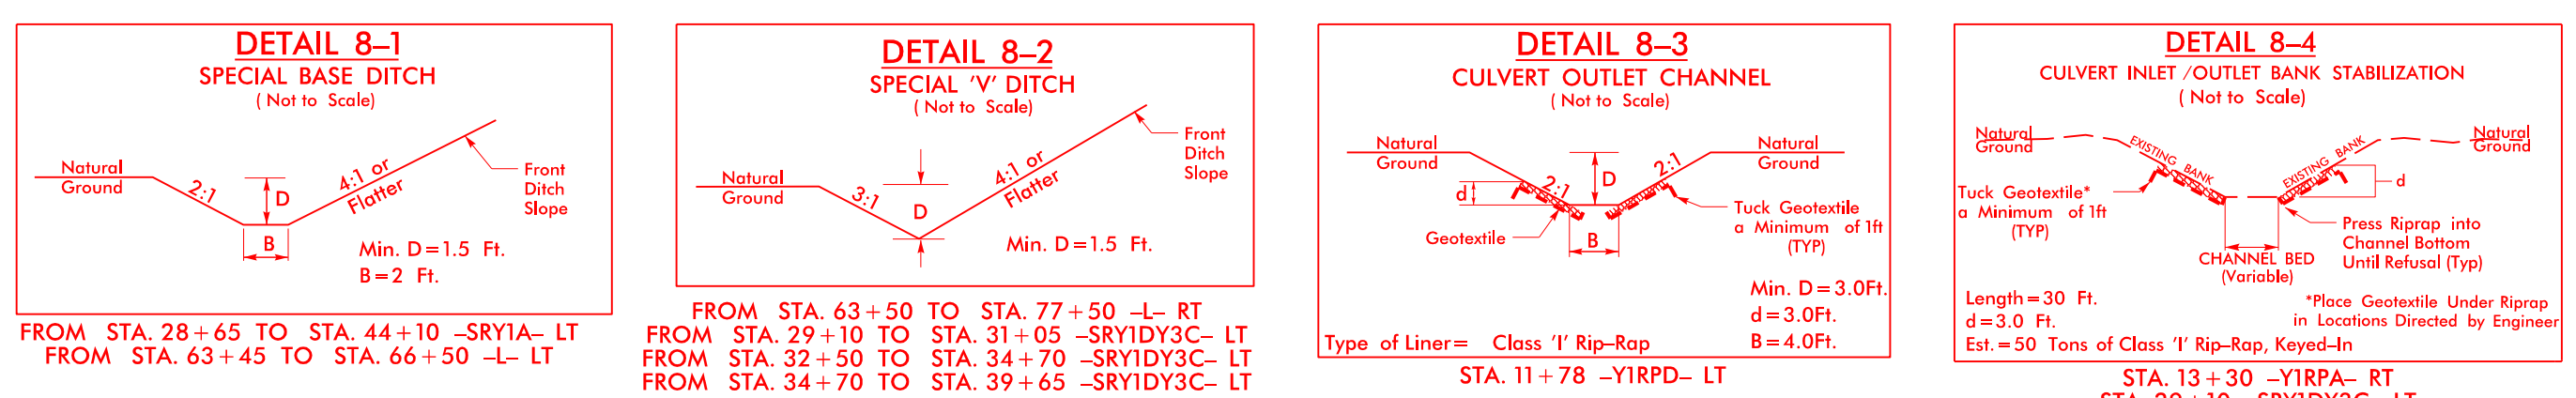 DETAIL 8–1
SPECIAL BASE DITCH
( Not to Scale)
Natural
Ground
2:1
D
4:1 or
Flatter
Front
Ditch
Slope
B
Min. D=1.5 Ft.
B=2 Ft.
FROM STA. 28+65 TO STA. 44+10 –SRY1A– LT
FROM STA. 63+45 TO STA. 66+50 –L– LT
DETAIL 8–2
SPECIAL 'V' DITCH
( Not to Scale)
Natural
Ground
3:1
D
4:1 or
Flatter
Front
Ditch
Slope
Min. D=1.5 Ft.
FROM STA. 63+50 TO STA. 77+50 –L– RT
FROM STA. 29+10 TO STA. 31+05 –SRY1DY3C– LT
FROM STA. 32+50 TO STA. 34+70 –SRY1DY3C– LT
FROM STA. 34+70 TO STA. 39+65 –SRY1DY3C– LT
DETAIL 8–3
CULVERT OUTLET CHANNEL
( Not to Scale)
Natural
Ground
d
2:1
D
2:1
Natural
Ground
Geotextile
B
Tuck Geotextile
a Minimum of 1ft
(TYP)
Min. D=3.0Ft.
d=3.0Ft.
B=4.0Ft.
Type of Liner= Class 'I' Rip–Rap
STA. 11+78 –Y1RPD– LT
DETAIL 8–4
CULVERT INLET /OUTLET BANK STABILIZATION
( Not to Scale)
Natural
Ground
EXISTING BANK
EXISTING BANK
Natural
Ground
d
Tuck Geotextile*
a Minimum of 1ft
(TYP)
Press Riprap into
Channel Bottom
Until Refusal (Typ)
CHANNEL BED
(Variable)
Length=30 Ft.
d=3.0 Ft.
Est.=50 Tons of Class 'I' Rip–Rap, Keyed–In
*Place Geotextile Under Riprap
in Locations Directed by Engineer
STA. 13+30 –Y1RPA– RT